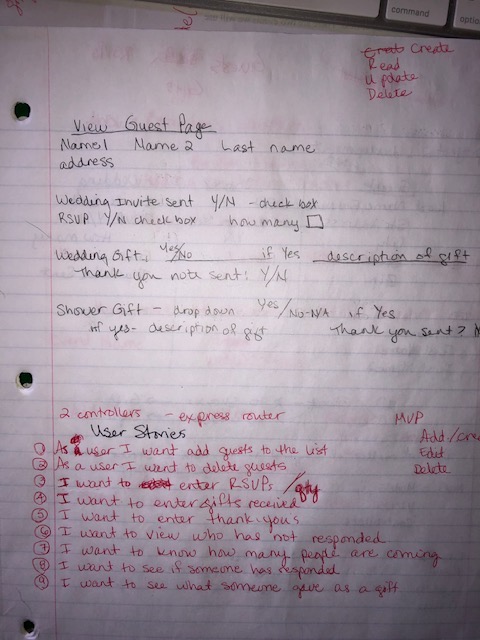 command
optio
Create
Read
Update
Delete
View Guest Page
Name1 Name 2 Last name
address
Wedding Invite sent Y/N - check box
RSVP Y/N check box how many
Wedding Gift: Yes/No if Yes description of gift
Thank you note sent: Y/N
Shower Gift - drop down Yes/No-N/A if Yes
if yes- description of gift Thank you sent?
2 controllers - express router MVP
User Stories Add/crea
① As a user I want add guests to the list Edit
② As a user I want to delete guests Delete
③ I want to enter RSVPs /qty
④ I want to enter gifts received
⑤ I want to enter thank yous
⑥ I want to view who has not responded
⑦ I want to know how many people are coming
⑧ I want to see if someone has responded
⑨ I want to see what someone gave as a gift